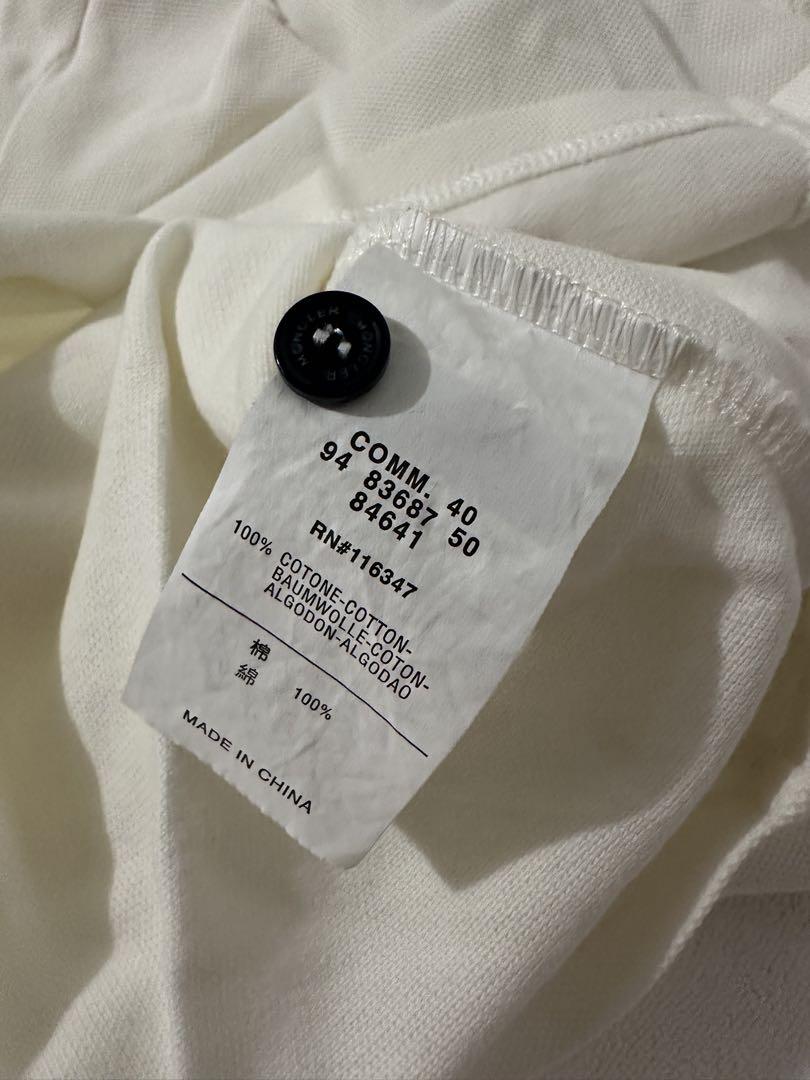 MONCLER MONCLER
COMM. 40
94 83687 50
84641
RN#116347
100% COTONE-COTTON-
BAUMWOLLE-COTON-
ALGODON-ALGODAO
棉
綿 100%
MADE IN CHINA